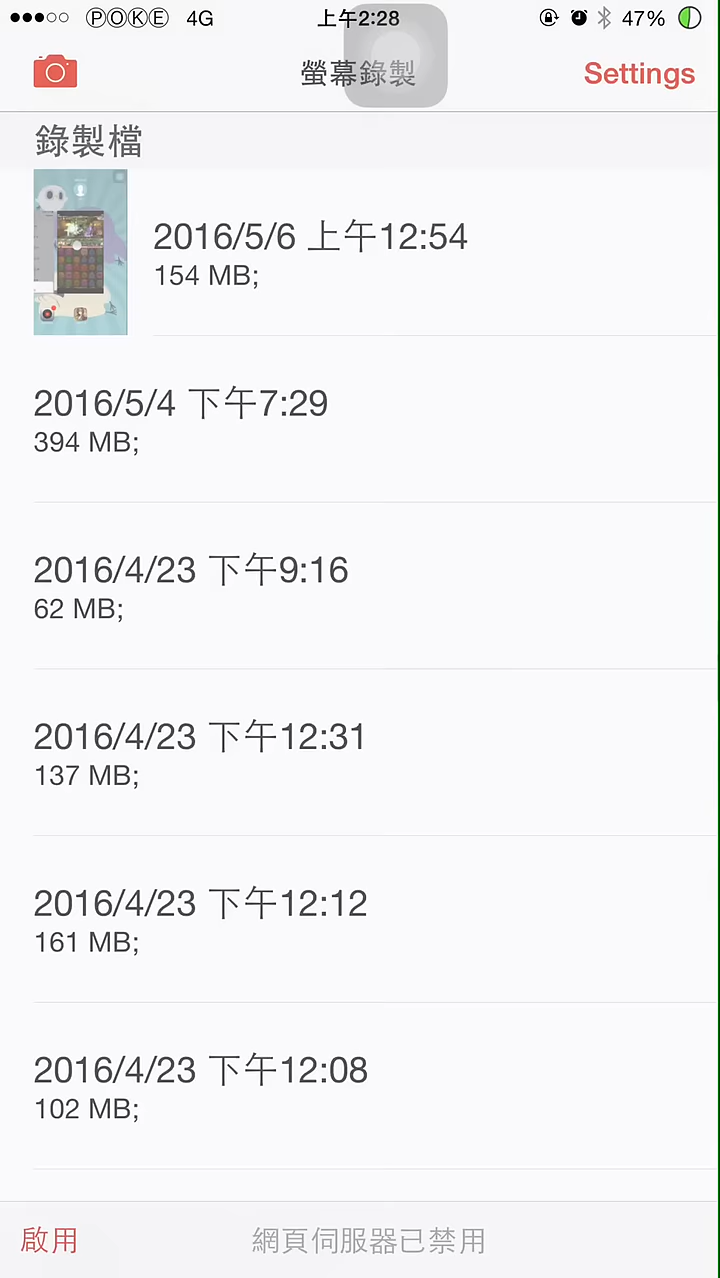 ⓅⓄⓀⒺ 4G 上午2:28 47%
螢幕錄製 Settings
錄製檔
2016/5/6 上午12:54
154 MB;
2016/5/4 下午7:29
394 MB;
2016/4/23 下午9:16
62 MB;
2016/4/23 下午12:31
137 MB;
2016/4/23 下午12:12
161 MB;
2016/4/23 下午12:08
102 MB;
啟用 網頁伺服器已禁用